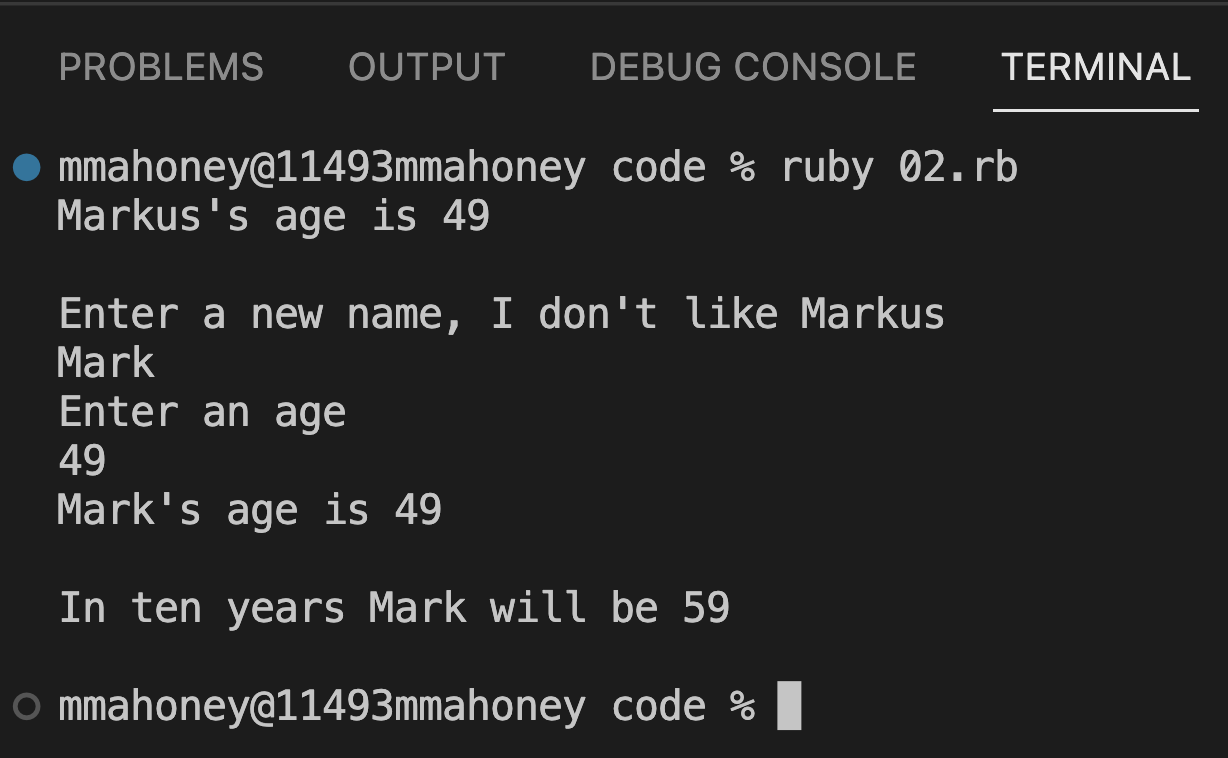 PROBLEMS OUTPUT DEBUG CONSOLE TERMINAL
mmahoney@11493mmahoney code % ruby 02.rb
Markus's age is 49
Enter a new name, I don't like Markus
Mark
Enter an age
49
Mark's age is 49
In ten years Mark will be 59
mmahoney@11493mmahoney code %